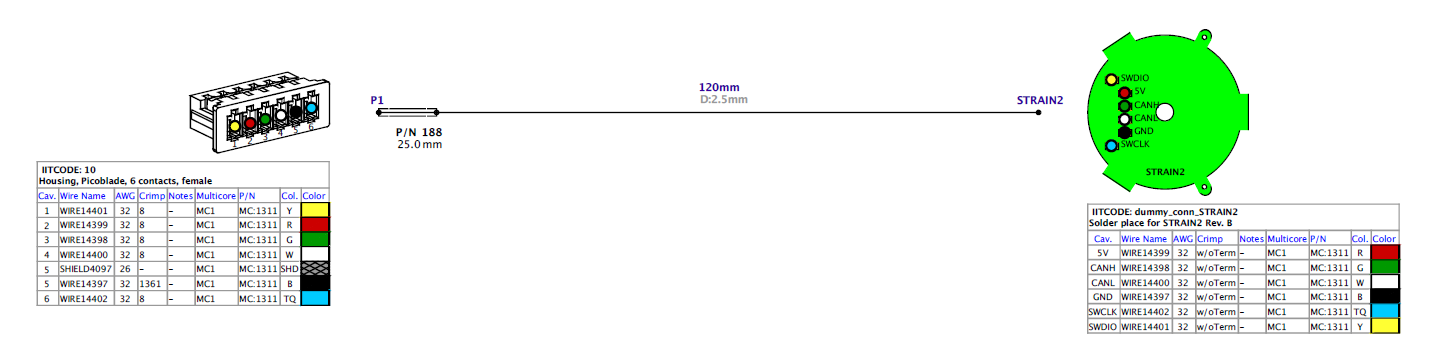 120mm
D:2.5mm
P1
STRAIN2
P/N 188
25.0 mm
1 2 3 4 5 6
SWDIO
5V
CANH
CANL
GND
SWCLK
STRAIN2
IITCODE: 10
Housing, Picoblade, 6 contacts, female
Cav. Wire Name AWG Crimp Notes Multicore P/N Col. Color
1 WIRE14401 32 8 – MC1 MC:1311 Y
2 WIRE14399 32 8 – MC1 MC:1311 R
3 WIRE14398 32 8 – MC1 MC:1311 G
4 WIRE14400 32 8 – MC1 MC:1311 W
5 SHIELD4097 26 – – MC1 MC:1311 SHD
5 WIRE14397 32 1361 – MC1 MC:1311 B
6 WIRE14402 32 8 – MC1 MC:1311 TQ
IITCODE: dummy_conn_STRAIN2
Solder place for STRAIN2 Rev. B
Cav. Wire Name AWG Crimp Notes Multicore P/N Col. Color
5V WIRE14399 32 w/oTerm – MC1 MC:1311 R
CANH WIRE14398 32 w/oTerm – MC1 MC:1311 G
CANL WIRE14400 32 w/oTerm – MC1 MC:1311 W
GND WIRE14397 32 w/oTerm – MC1 MC:1311 B
SWCLK WIRE14402 32 w/oTerm – MC1 MC:1311 TQ
SWDIO WIRE14401 32 w/oTerm – MC1 MC:1311 Y